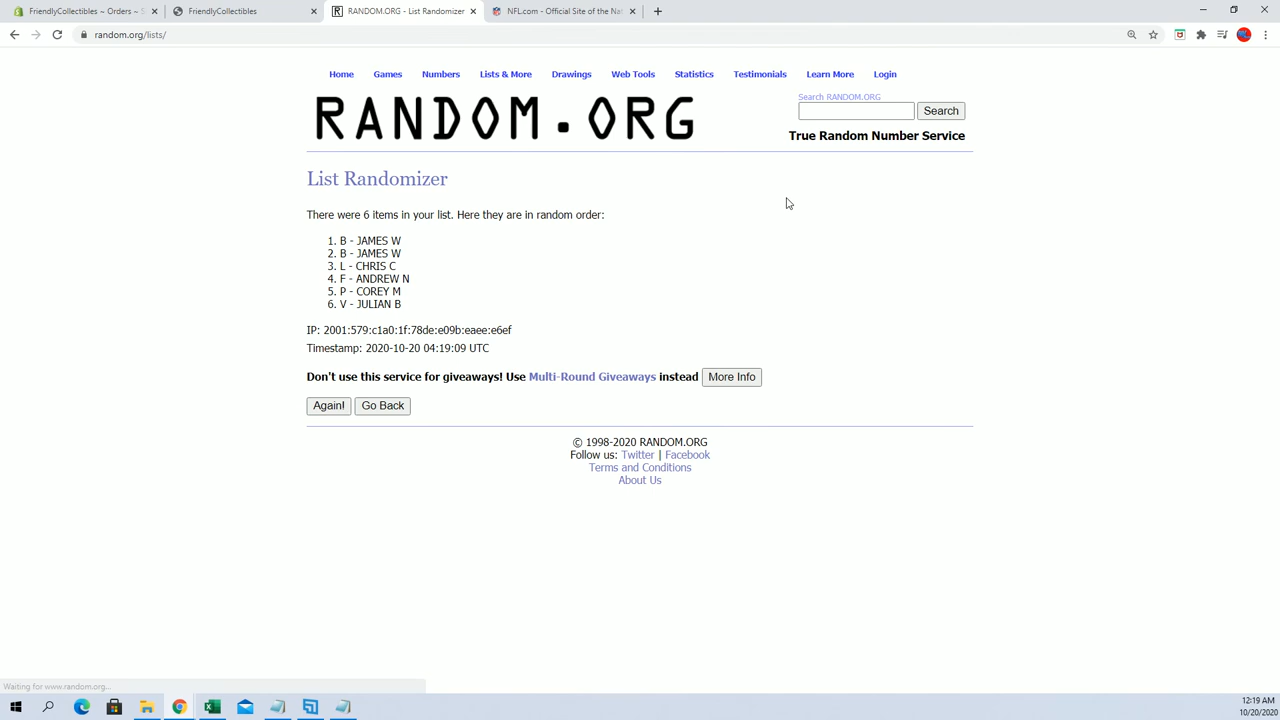 FriendlyCollectibles ~ Orders ~ S
FriendlyCollectibles
RANDOM.ORG - List Randomizer
NFL.com - Official Site of the Nat
random.org/lists/
Home Games Numbers Lists & More Drawings Web Tools Statistics Testimonials Learn More Login
RANDOM.ORG
Search RANDOM.ORG
Search
True Random Number Service
List Randomizer
There were 6 items in your list. Here they are in random order:
1. B - JAMES W
2. B - JAMES W
3. L - CHRIS C
4. F - ANDREW N
5. P - COREY M
6. V - JULIAN B
IP: 2001:579:c1a0:1f:78de:e09b:eaee:e6ef
Timestamp: 2020-10-20 04:19:09 UTC
Don't use this service for giveaways! Use Multi-Round Giveaways instead More Info
Again! Go Back
© 1998-2020 RANDOM.ORG
Follow us: Twitter | Facebook
Terms and Conditions
About Us
Waiting for www.random.org...
12:19 AM
10/20/2020